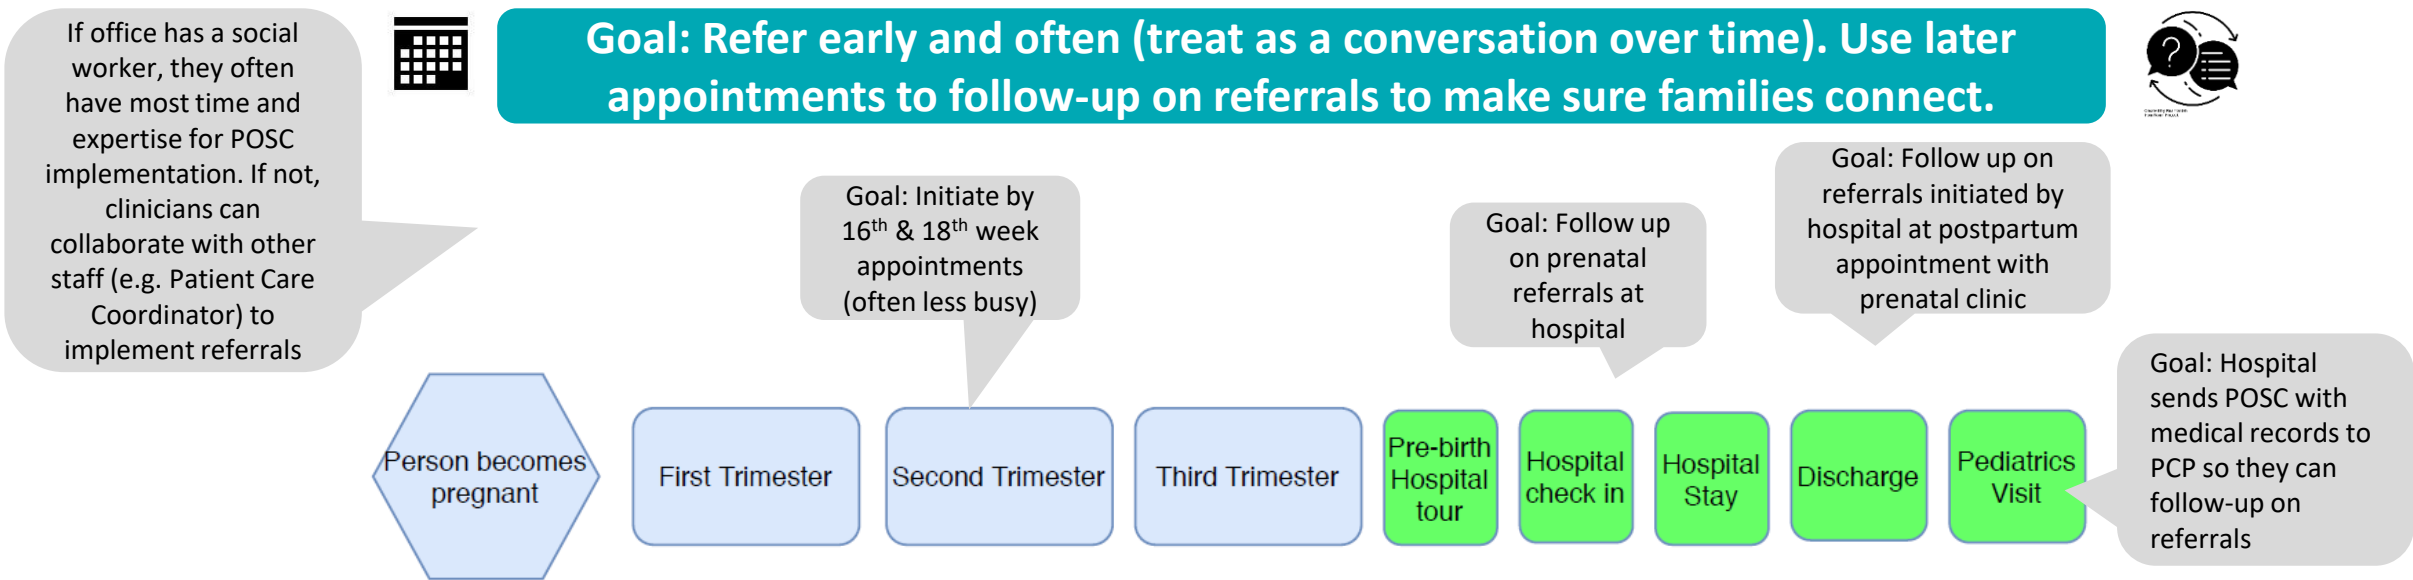 If office has a social
worker, they often
have most time and
expertise for POSC
implementation. If not,
clinicians can
collaborate with other
staff (e.g. Patient Care
Coordinator) to
implement referrals
Goal: Refer early and often (treat as a conversation over time). Use later
appointments to follow-up on referrals to make sure families connect.
Goal: Initiate by
16th & 18th week
appointments
(often less busy)
Goal: Follow up
on prenatal
referrals at
hospital
Goal: Follow up on
referrals initiated by
hospital at postpartum
appointment with
prenatal clinic
Goal: Hospital
sends POSC with
medical records to
PCP so they can
follow-up on
referrals
Person becomes
pregnant
First Trimester
Second Trimester
Third Trimester
Pre-birth
Hospital
tour
Hospital
check in
Hospital
Stay
Discharge
Pediatrics
Visit